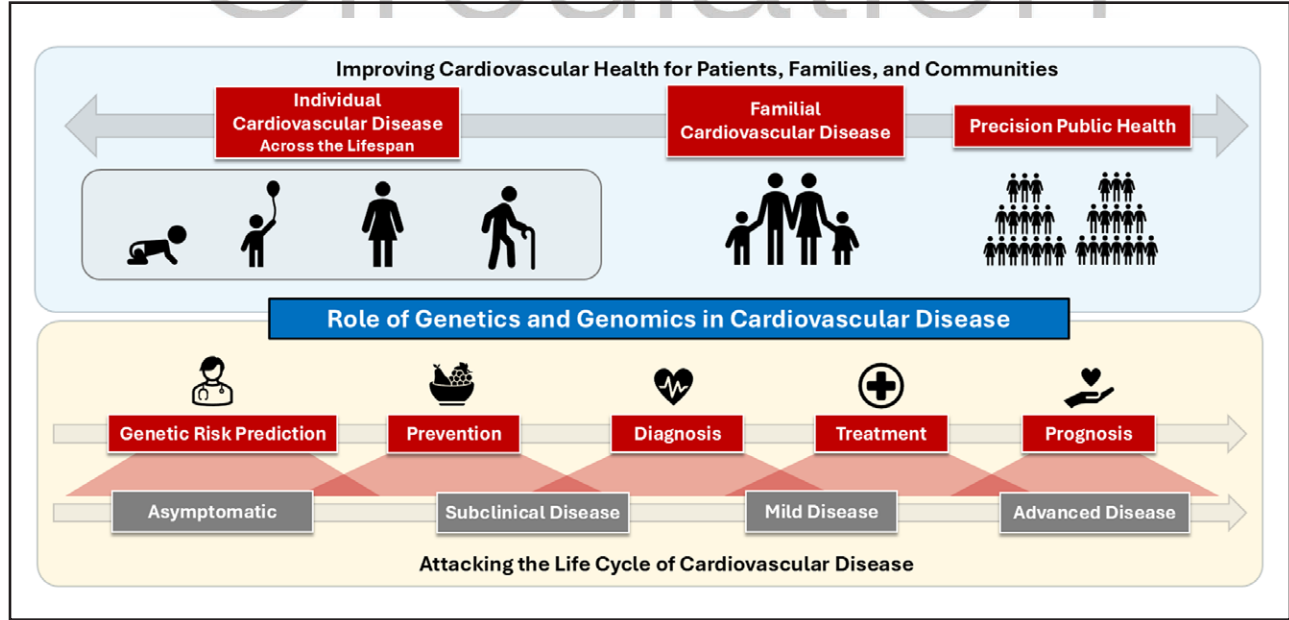 Improving Cardiovascular Health for Patients, Families, and Communities
Individual
Cardiovascular Disease
Across the Lifespan
Familial
Cardiovascular Disease
Precision Public Health
Role of Genetics and Genomics in Cardiovascular Disease
Genetic Risk Prediction
Prevention
Diagnosis
Treatment
Prognosis
Asymptomatic
Subclinical Disease
Mild Disease
Advanced Disease
Attacking the Life Cycle of Cardiovascular Disease